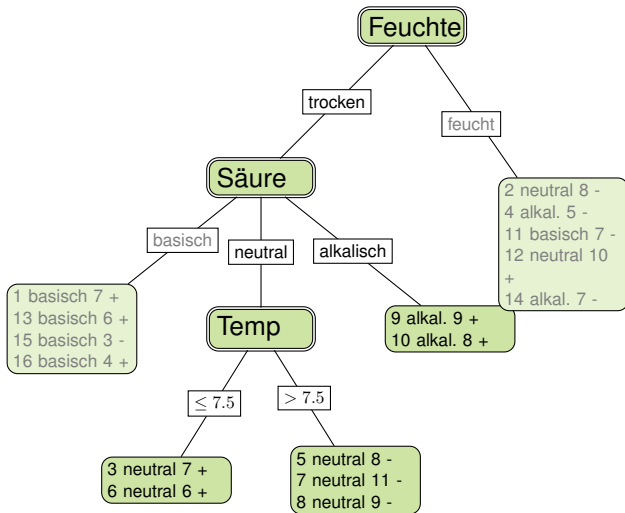 Feuchte
trocken
feucht
Säure
2 neutral 8 -
4 alkal. 5 -
11 basisch 7 -
12 neutral 10
+
14 alkal. 7 -
basisch
neutral
alkalisch
1 basisch 7 +
13 basisch 6 +
15 basisch 3 -
16 basisch 4 +
Temp
9 alkal. 9 +
10 alkal. 8 +
≤ 7.5
> 7.5
3 neutral 7 +
6 neutral 6 +
5 neutral 8 -
7 neutral 11 -
8 neutral 9 -